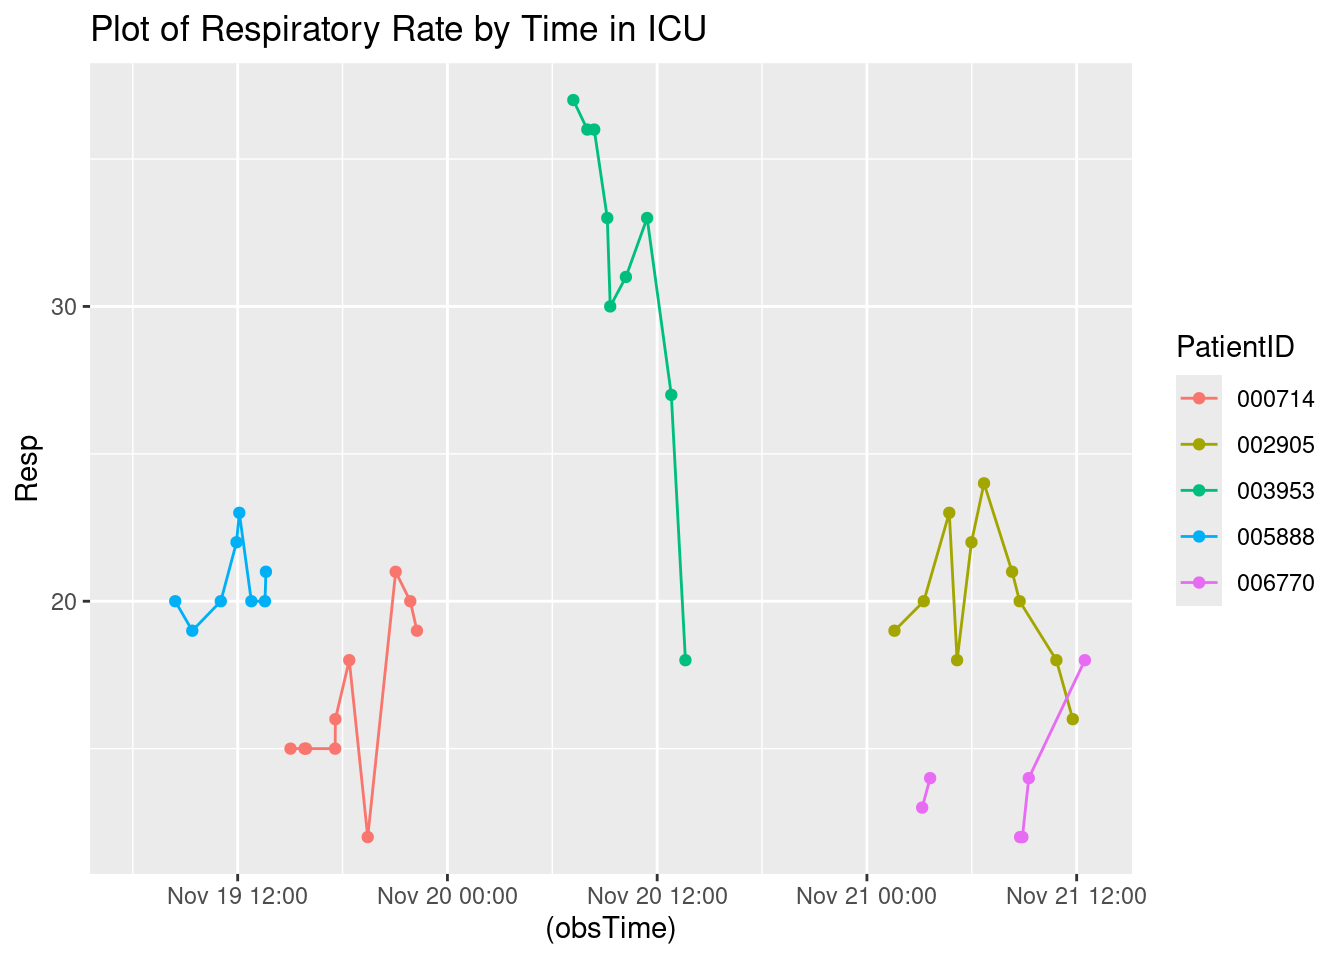 Plot of Respiratory Rate by Time in ICU
Resp
30
20
Nov 19 12:00 Nov 20 00:00 Nov 20 12:00 Nov 21 00:00 Nov 21 12:00
(obsTime)
PatientID
000714
002905
003953
005888
006770